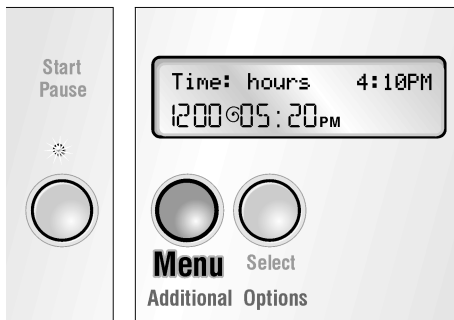 Start
Pause
Time: hours 4:10PM
1200 05:20PM
Menu Select
Additional Options